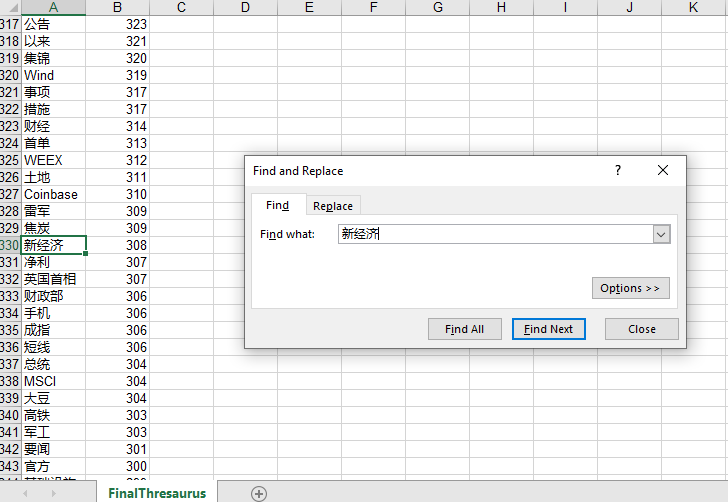 A B C D E F G H I J K
317 公告 323
318 以来 321
319 集锦 320
320 Wind 319
321 事项 317
322 措施 317
323 财经 314
324 首单 313
325 WEEX 312
326 土地 311
327 Coinbase 310
328 雷军 309
329 焦炭 309
330 新经济 308
331 净利 307
332 英国首相 307
333 财政部 306
334 手机 306
335 成指 306
336 短线 306
337 总统 304
338 MSCI 304
339 大豆 304
340 高铁 303
341 军工 303
342 要闻 301
343 官方 300
Find and Replace ? ×
Find Replace
Find what: 新经济
Options >>
Find All Find Next Close
FinalThresaurus